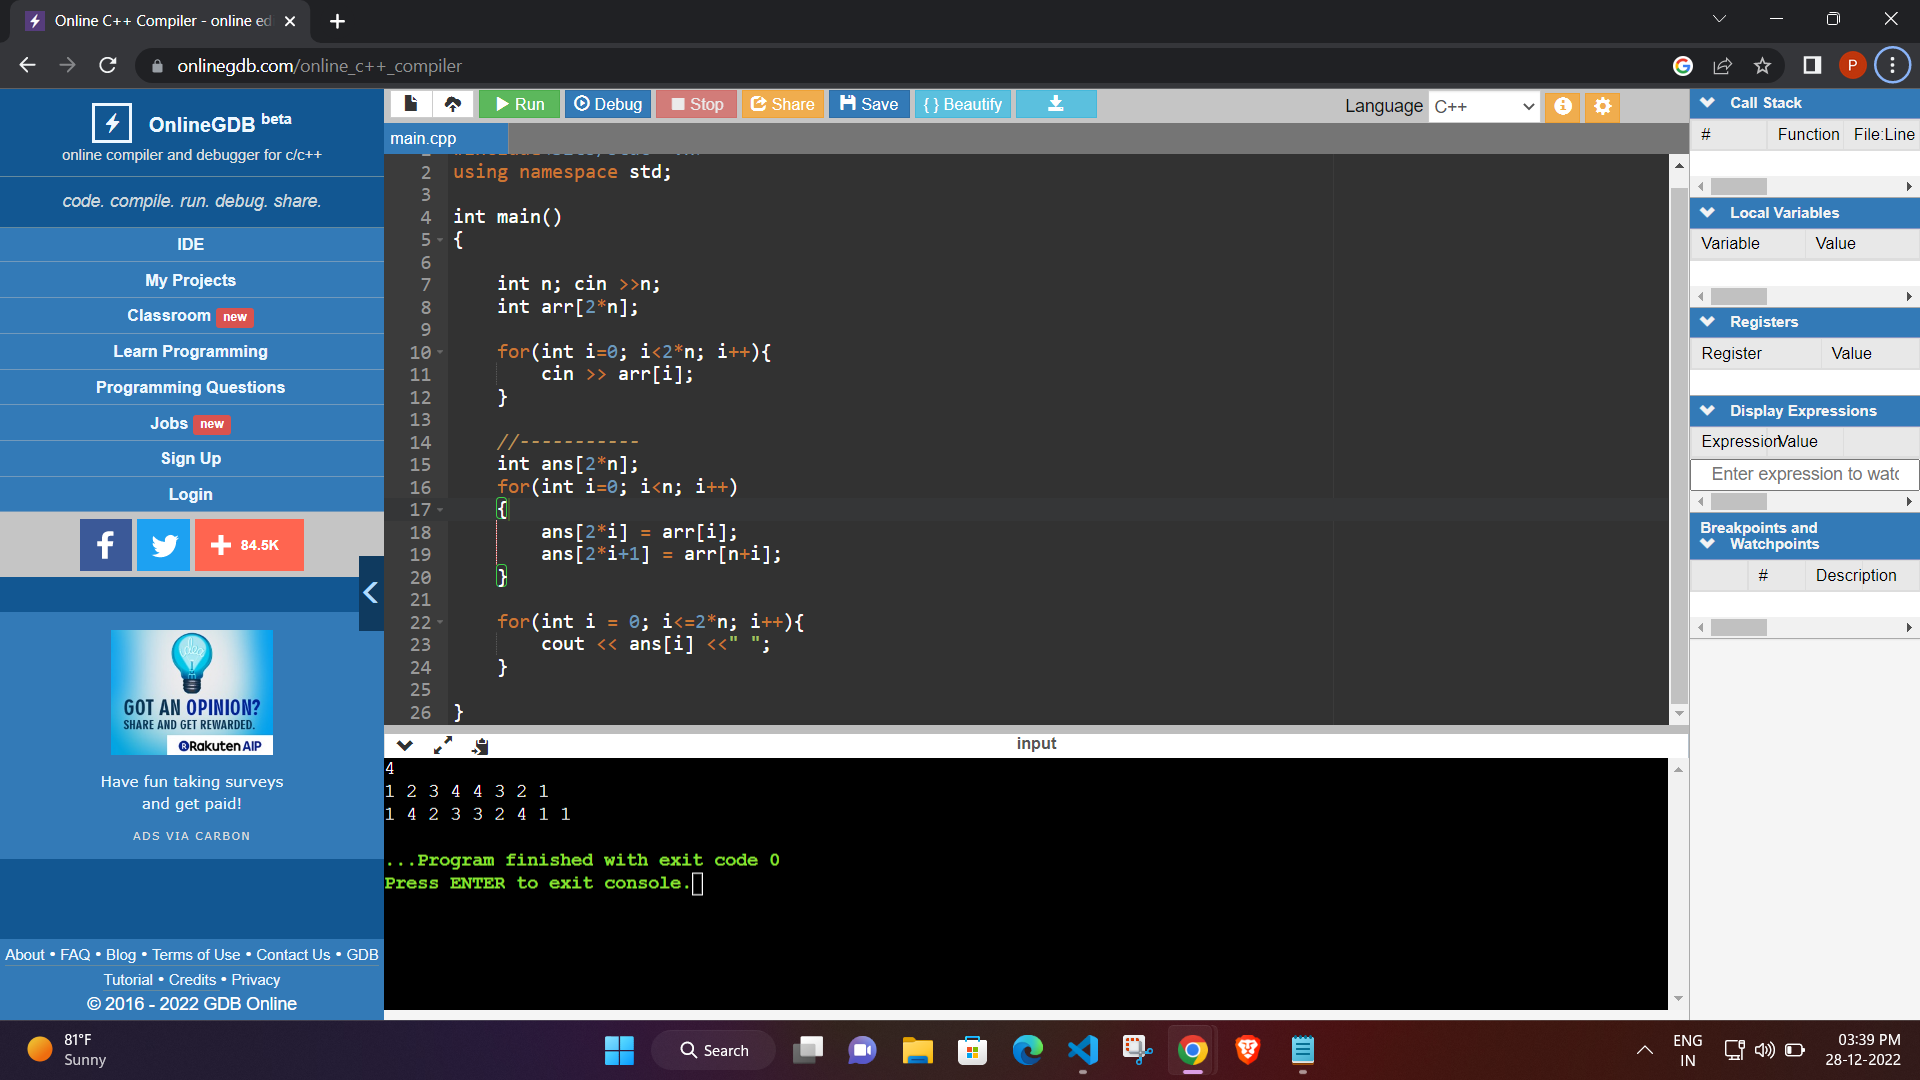 Online C++ Compiler - online ed
onlinegdb.com/online_c++_compiler
P
OnlineGDB beta
online compiler and debugger for c/c++
code. compile. run. debug. share.
IDE
My Projects
Classroom new
Learn Programming
Programming Questions
Jobs new
Sign Up
Login
84.5K
GOT AN OPINION?
SHARE AND GET REWARDED.
Rakuten AIP
Have fun taking surveys
and get paid!
ADS VIA CARBON
About • FAQ • Blog • Terms of Use • Contact Us • GDB
Tutorial • Credits • Privacy
© 2016 - 2022 GDB Online
Run Debug Stop Share Save { } Beautify
Language C++
main.cpp
2 using namespace std;
3
4 int main()
5 {
6
7 int n; cin >>n;
8 int arr[2*n];
9
10 for(int i=0; i<2*n; i++){
11 cin >> arr[i];
12 }
13
14 //-----------
15 int ans[2*n];
16 for(int i=0; i<n; i++)
17 {
18 ans[2*i] = arr[i];
19 ans[2*i+1] = arr[n+i];
20 }
21
22 for(int i = 0; i<=2*n; i++){
23 cout << ans[i] <<" ";
24 }
25
26 }
input
4
1 2 3 4 4 3 2 1
1 4 2 3 3 2 4 1 1
...Program finished with exit code 0
Press ENTER to exit console.
Call Stack
# Function File:Line
Local Variables
Variable Value
Registers
Register Value
Display Expressions
Expression Value
Enter expression to watc
Breakpoints and
Watchpoints
# Description
81°F
Sunny
Search
ENG
IN
03:39 PM
28-12-2022